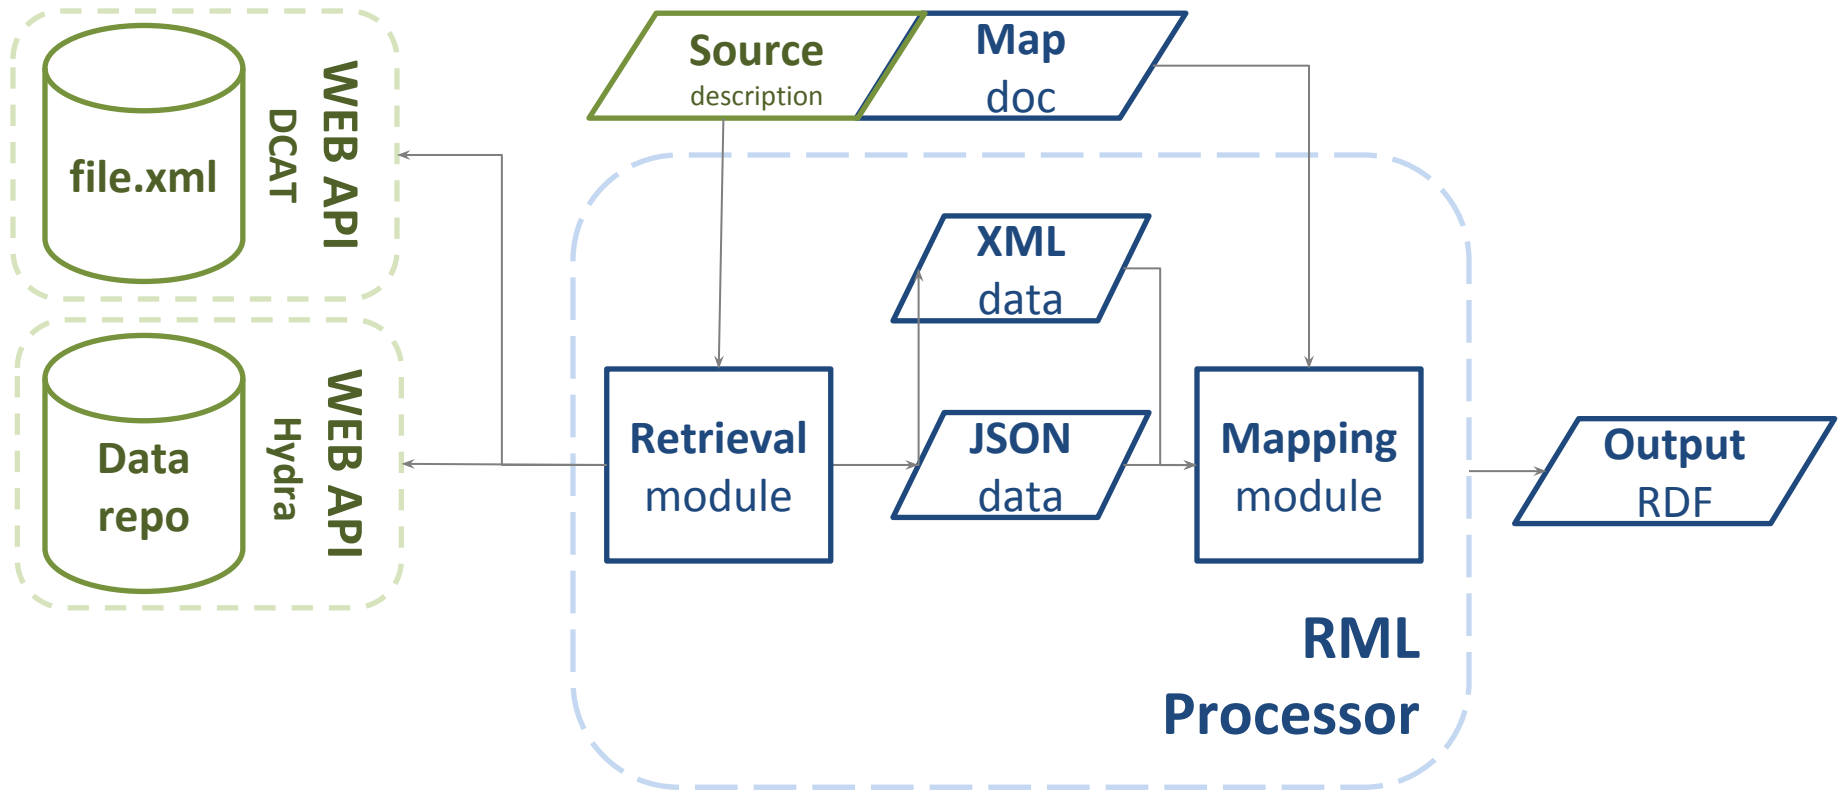 file.xml
DCAT
WEB API
Data
repo
Hydra
WEB API
Source
description
Map
doc
XML
data
Retrieval
module
JSON
data
Mapping
module
Output
RDF
RML
Processor